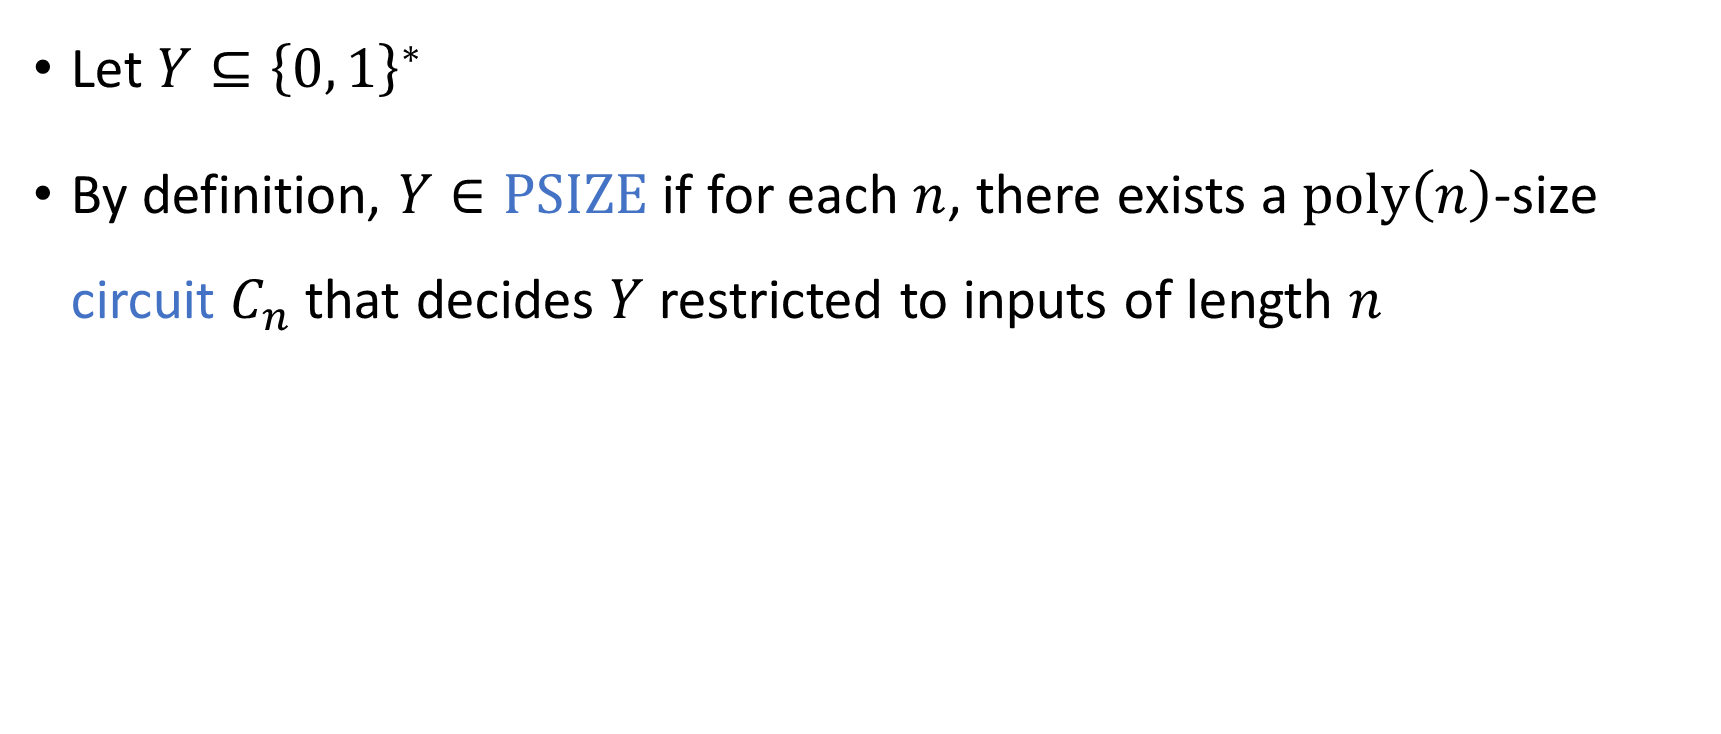 • Let 𝑌 ⊆ {0, 1}*
• By definition, 𝑌 ∈ PSIZE if for each 𝑛, there exists a poly(𝑛)-size
circuit 𝐶ₙ that decides 𝑌 restricted to inputs of length 𝑛